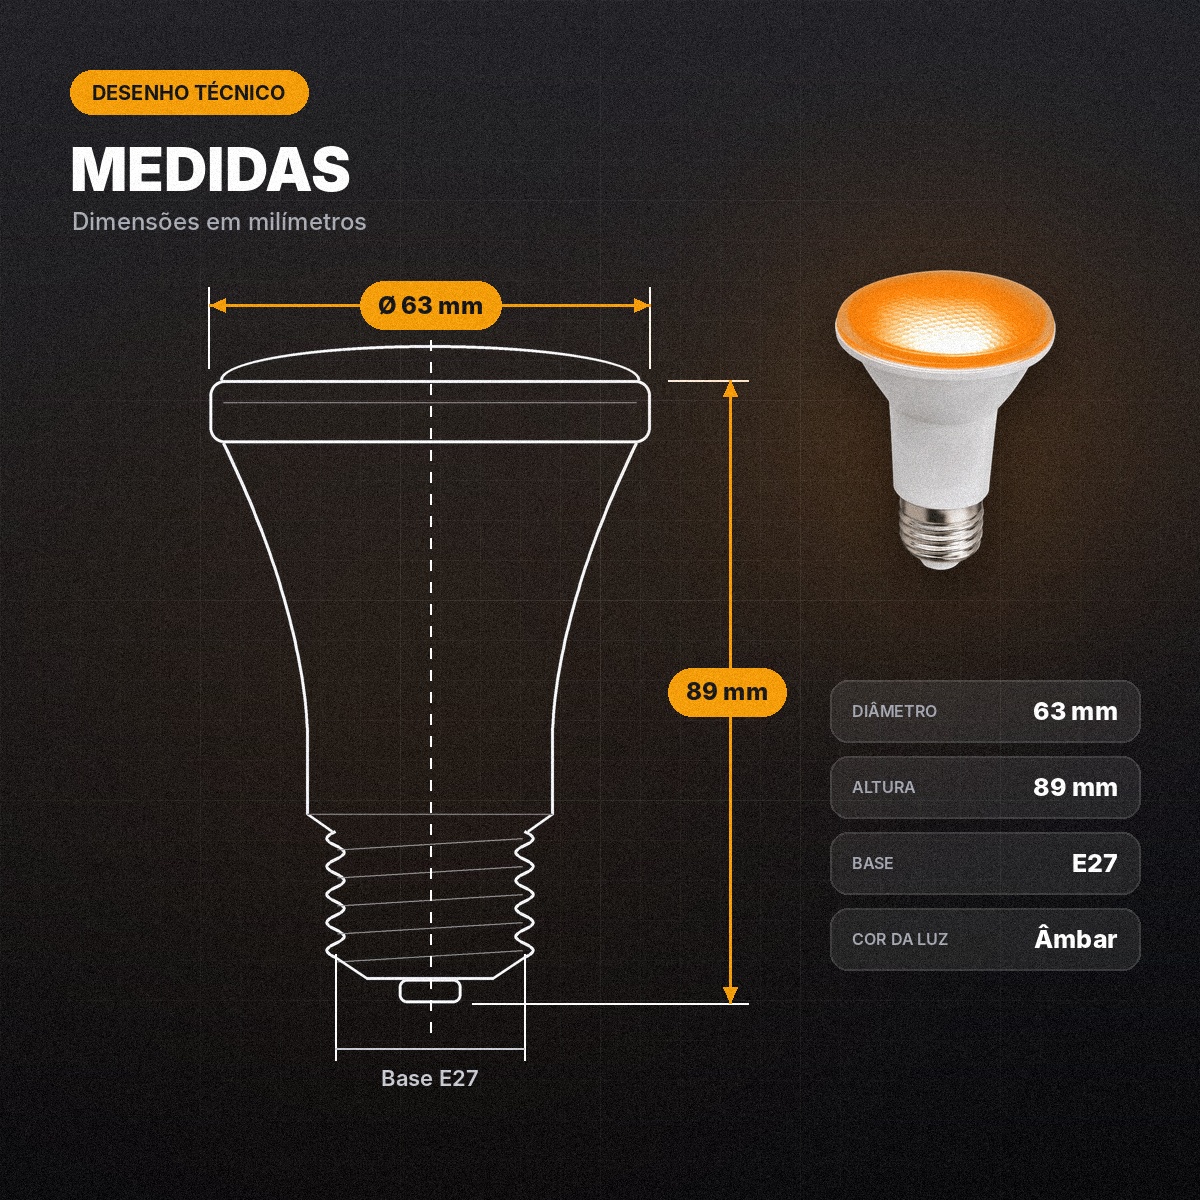 DESENHO TÉCNICO
MEDIDAS
Dimensões em milímetros
Ø 63 mm
89 mm
DIÂMETRO 63 mm
ALTURA 89 mm
BASE E27
COR DA LUZ Âmbar
Base E27